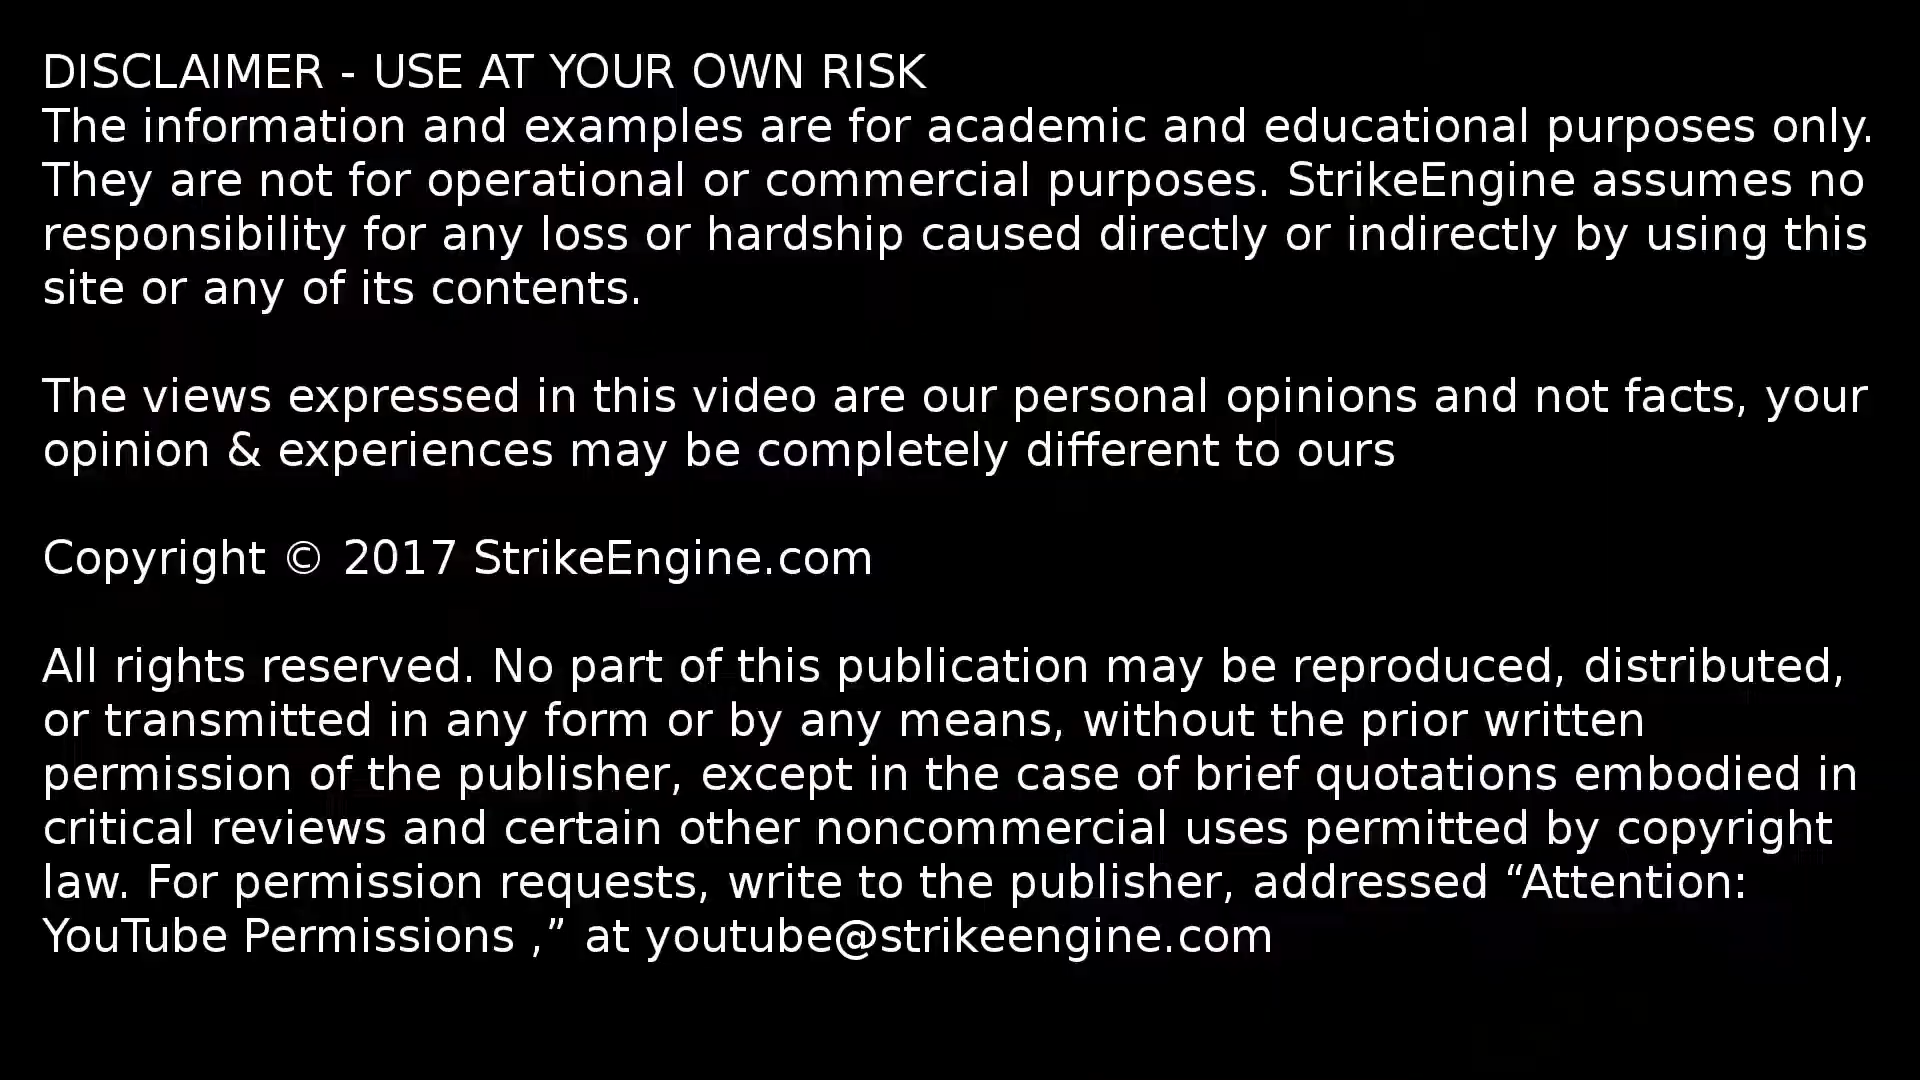 DISCLAIMER - USE AT YOUR OWN RISK
The information and examples are for academic and educational purposes only.
They are not for operational or commercial purposes. StrikeEngine assumes no
responsibility for any loss or hardship caused directly or indirectly by using this
site or any of its contents.
The views expressed in this video are our personal opinions and not facts, your
opinion & experiences may be completely different to ours
Copyright © 2017 StrikeEngine.com
All rights reserved. No part of this publication may be reproduced, distributed,
or transmitted in any form or by any means, without the prior written
permission of the publisher, except in the case of brief quotations embodied in
critical reviews and certain other noncommercial uses permitted by copyright
law. For permission requests, write to the publisher, addressed “Attention:
YouTube Permissions ,” at youtube@strikeengine.com